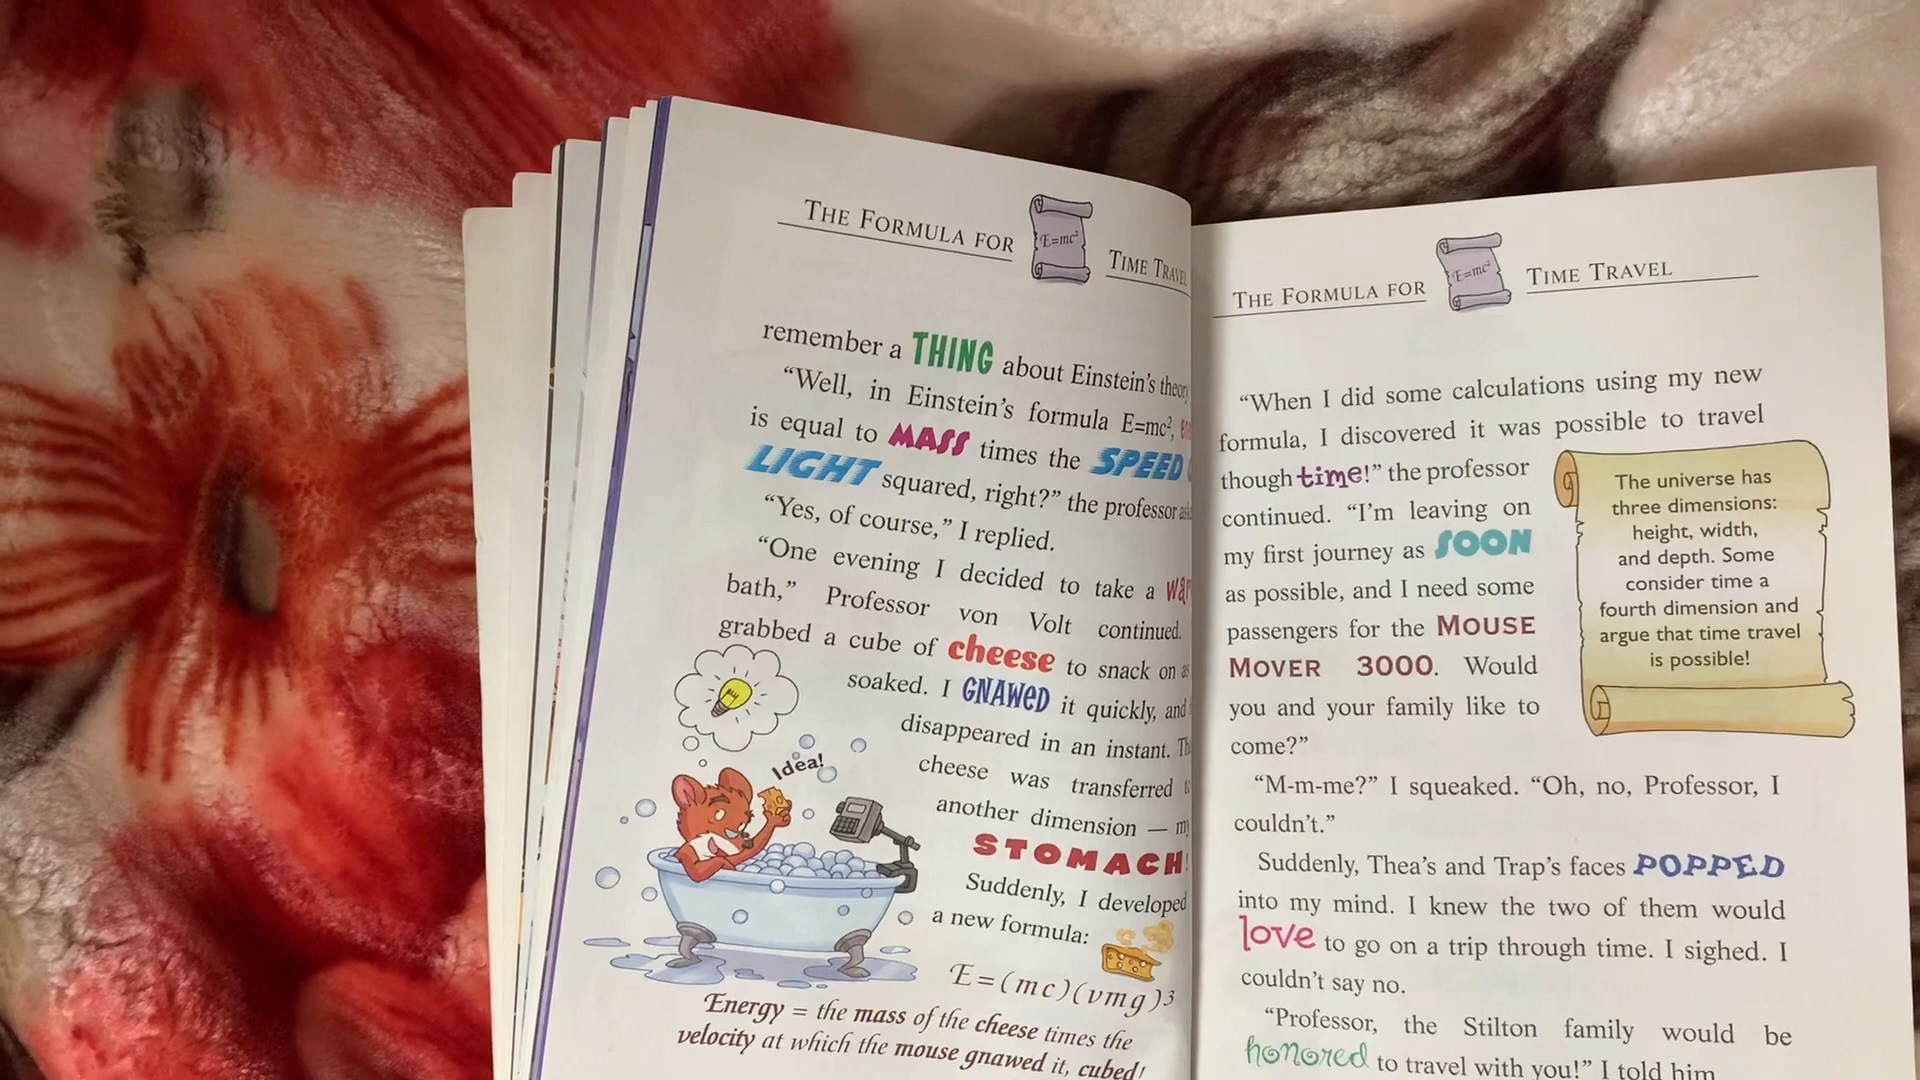 THE FORMULA FOR
E=mc²
TIME
remember a THING about Einstein's
"Well, in Einstein's formula E=mc²,
is equal to MASS times the SPEED
LIGHT squared, right?" the professor
"Yes, of course," I replied.
"One evening I decided to take a
bath," Professor von Volt continued.
grabbed a cube of cheese to snack on
soaked. I GNAWED it quickly, and
disappeared in an instant.
cheese was transferred
another dimension —
STOMACH!
Suddenly, I developed
a new formula:
Idea!
E=(mc)(vmg)³
Energy = the mass of the cheese times the
velocity at which the mouse gnawed it, cubed!
THE FORMULA FOR
E=mc²
TIME TRAVEL
"When I did some calculations using my new
formula, I discovered it was possible to travel
though time!" the professor
continued. "I'm leaving on
my first journey as SOON
as possible, and I need some
passengers for the MOUSE
MOVER 3000. Would
you and your family like to
come?"
The universe has
three dimensions:
height, width,
and depth. Some
consider time a
fourth dimension and
argue that time travel
is possible!
"M-m-me?" I squeaked. "Oh, no, Professor, I
couldn't."
Suddenly, Thea's and Trap's faces POPPED
into my mind. I knew the two of them would
love to go on a trip through time. I sighed. I
couldn't say no.
"Professor, the Stilton family would be
honored to travel with you!" I told him